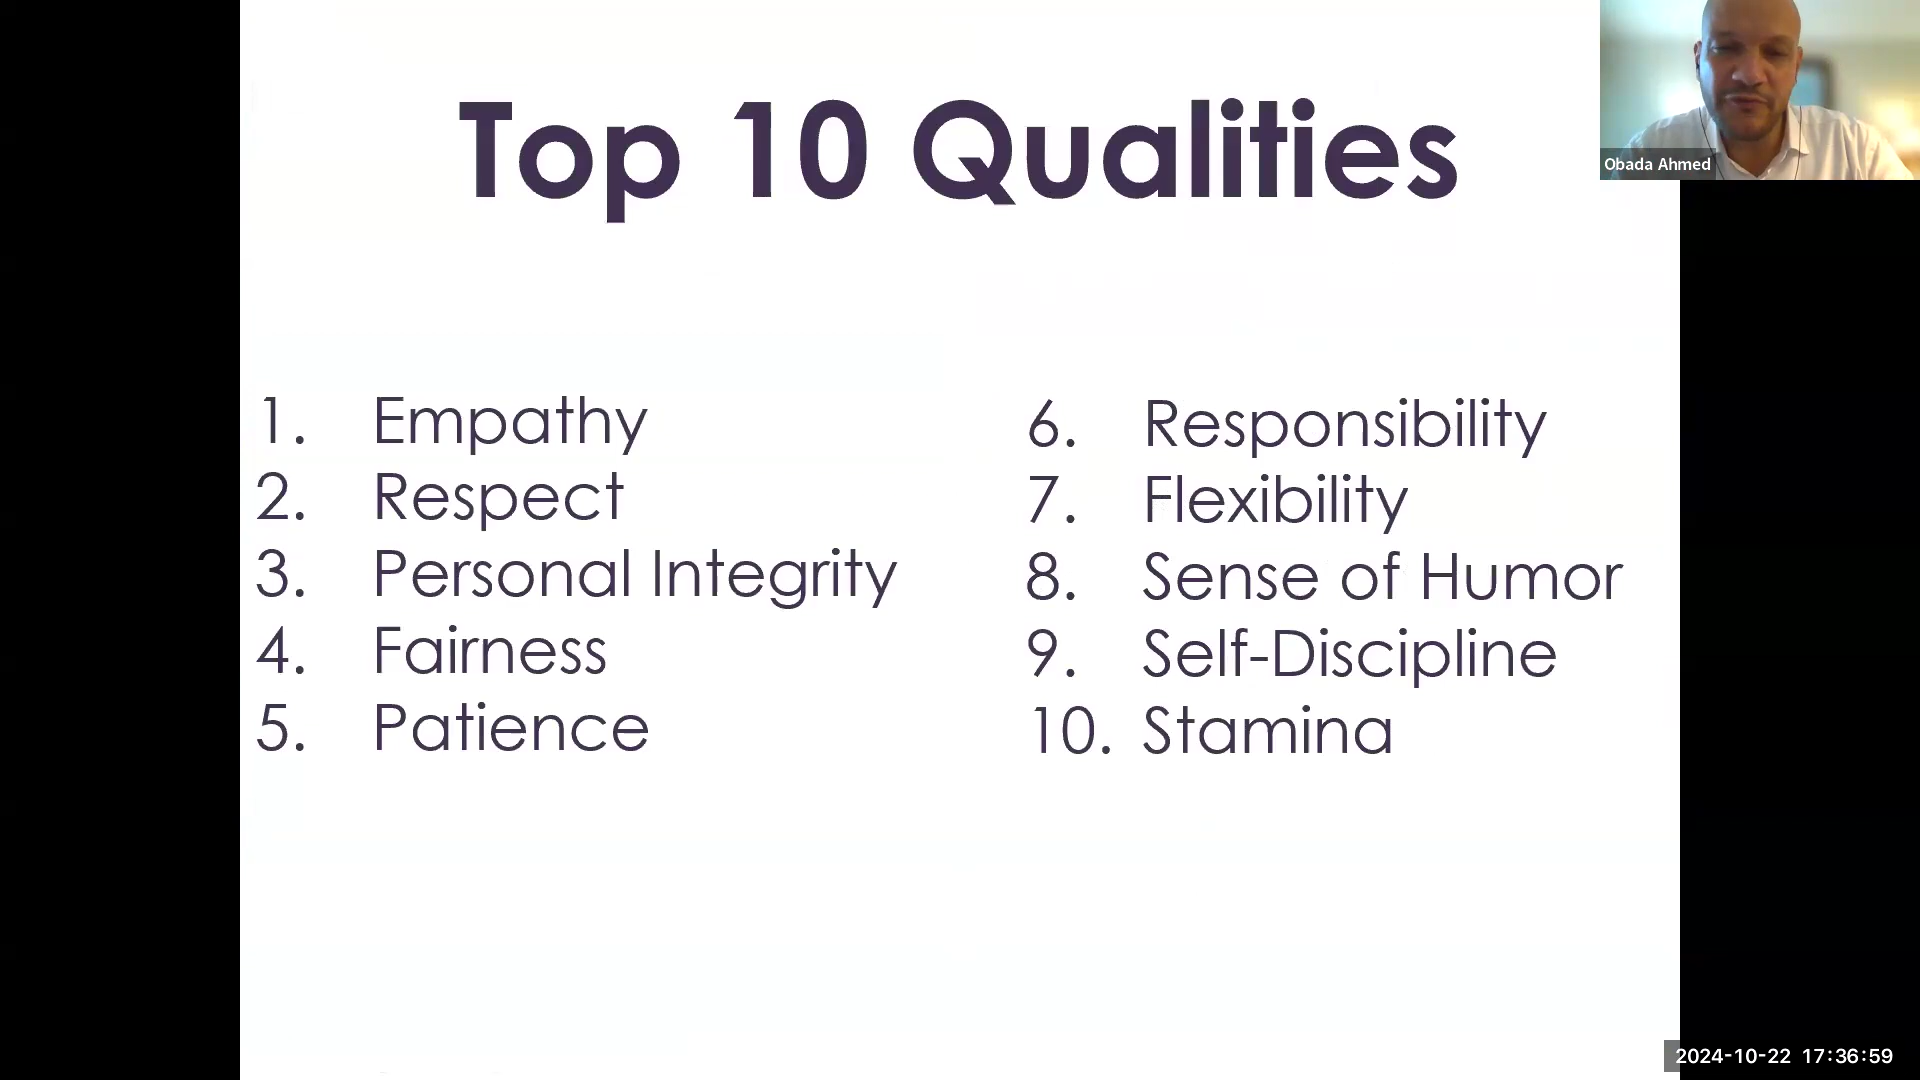 Top 10 Qualities
1. Empathy
2. Respect
3. Personal Integrity
4. Fairness
5. Patience
6. Responsibility
7. Flexibility
8. Sense of Humor
9. Self-Discipline
10. Stamina
Obada Ahmed
2024-10-22 17:36:59